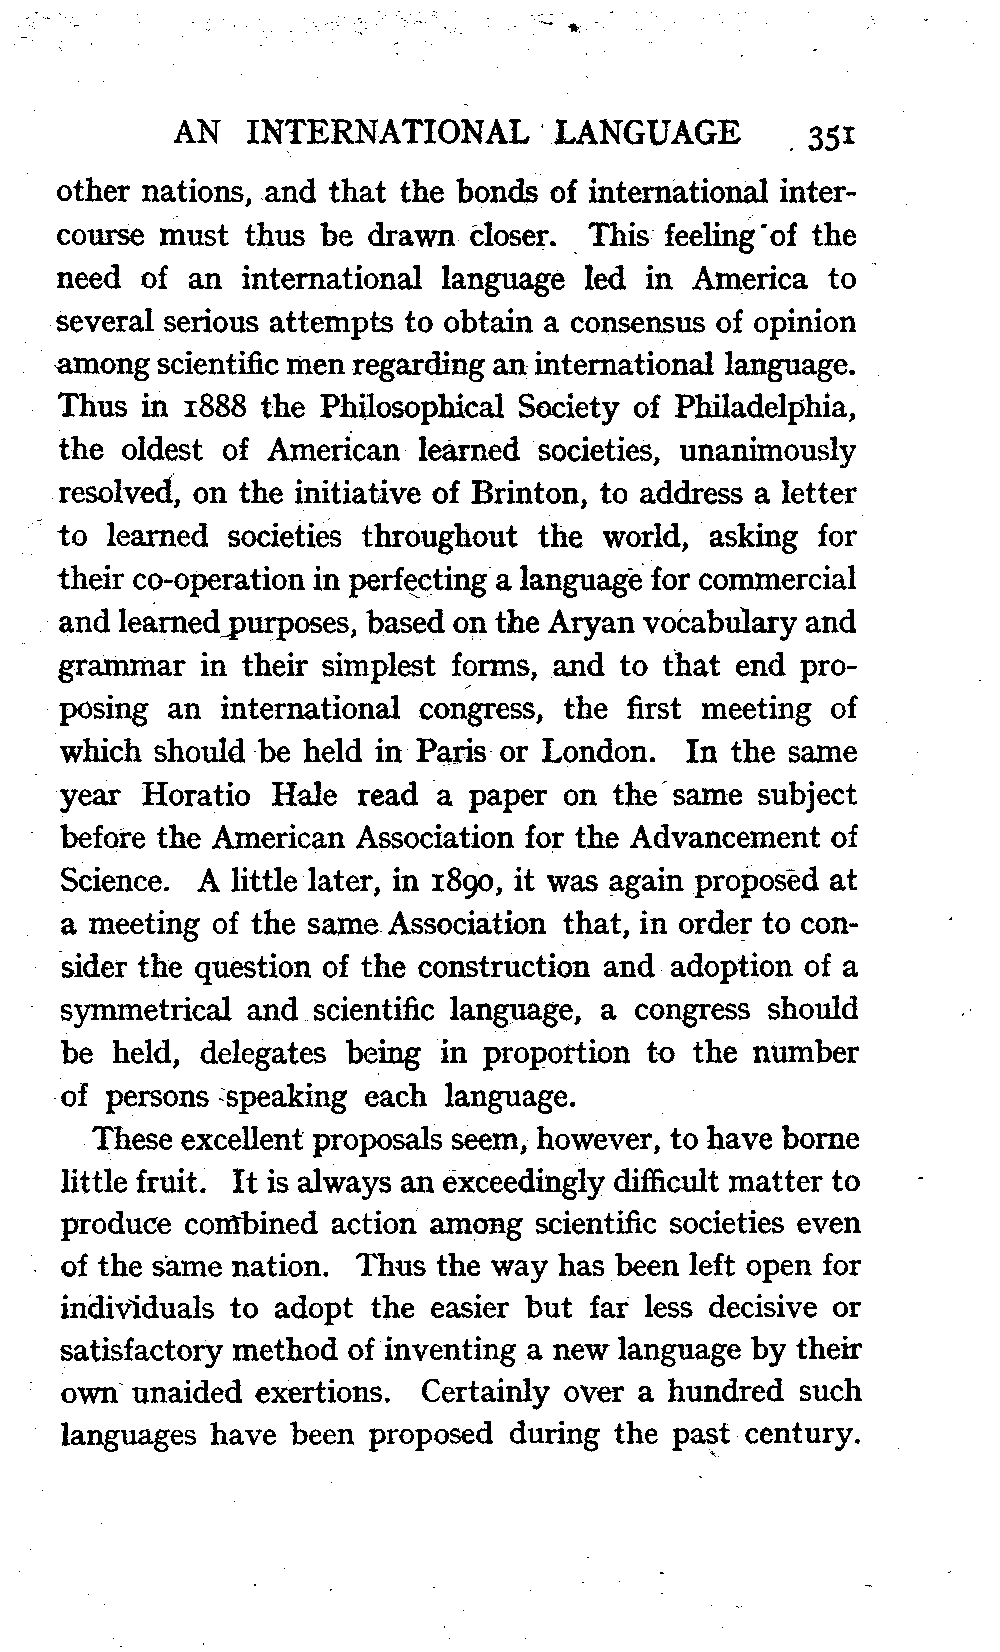 AN INTERNATIONAL LANGUAGE 351
other nations, and that the bonds of international inter-
course must thus be drawn closer. This feeling of the
need of an international language led in America to
several serious attempts to obtain a consensus of opinion
among scientific men regarding an international language.
Thus in 1888 the Philosophical Society of Philadelphia,
the oldest of American learned societies, unanimously
resolved, on the initiative of Brinton, to address a letter
to learned societies throughout the world, asking for
their co-operation in perfecting a language for commercial
and learned purposes, based on the Aryan vocabulary and
grammar in their simplest forms, and to that end pro-
posing an international congress, the first meeting of
which should be held in Paris or London. In the same
year Horatio Hale read a paper on the same subject
before the American Association for the Advancement of
Science. A little later, in 1890, it was again proposed at
a meeting of the same Association that, in order to con-
sider the question of the construction and adoption of a
symmetrical and scientific language, a congress should
be held, delegates being in proportion to the number
of persons speaking each language.
These excellent proposals seem, however, to have borne
little fruit. It is always an exceedingly difficult matter to
produce combined action among scientific societies even
of the same nation. Thus the way has been left open for
individuals to adopt the easier but far less decisive or
satisfactory method of inventing a new language by their
own unaided exertions. Certainly over a hundred such
languages have been proposed during the past century.